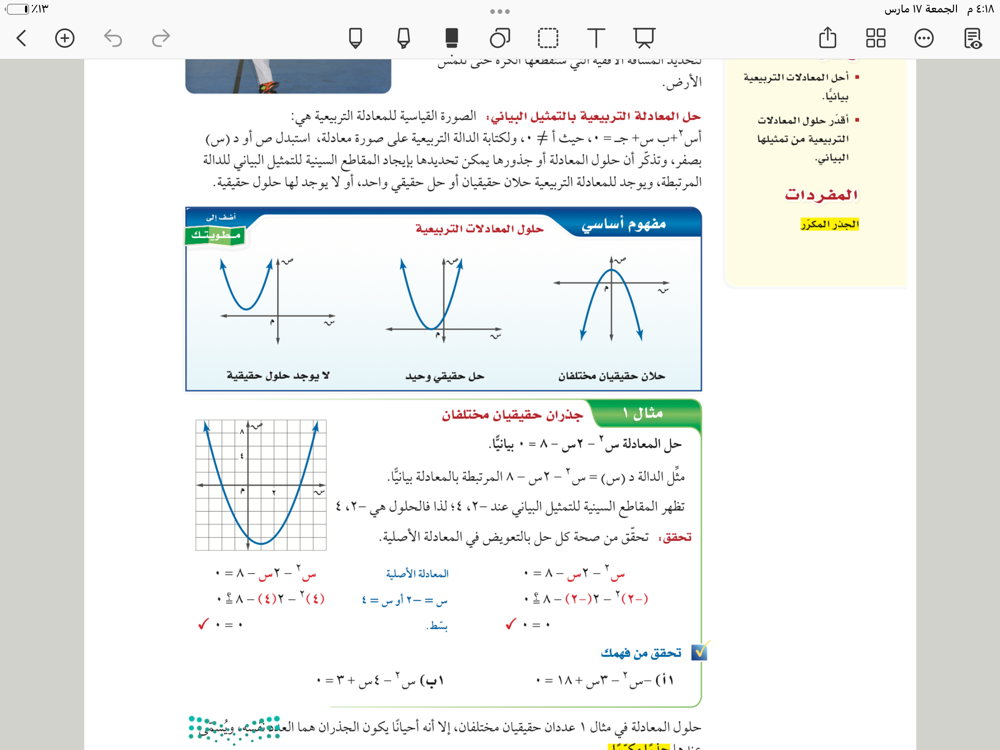 ٤:١٨ م  الجمعة ١٧ مارس
٪١٣
لتحديد المسافة الأفقية التي ستقطعها الكرة حتى تلمس
الأرض.
أحل المعادلات التربيعية
بيانيًّا.
أقدّر حلول المعادلات
التربيعية من تمثيلها
البياني.
المفردات
الجذر المكرّر
حل المعادلة التربيعية بالتمثيل البياني: الصورة القياسية للمعادلة التربيعية هي:
أس٢+ب س+ جـ = ٠، حيث أ ≠ ٠، ولكتابة الدالة التربيعية على صورة معادلة، استبدل ص أو د (س)
بصفر، وتذكّر أن حلول المعادلة أو جذورها يمكن تحديدها بإيجاد المقاطع السينية للتمثيل البياني للدالة
المرتبطة، ويوجد للمعادلة التربيعية حلان حقيقيان أو حل حقيقي واحد، أو لا يوجد لها حلول حقيقية.
مفهوم أساسي
حلول المعادلات التربيعية
أضف إلى
مـطـويـتـك
ص
س
م
ص
س
م
ص
س
م
حلان حقيقيان مختلفان
حل حقيقي وحيد
لا يوجد حلول حقيقية
مثال ١
جذران حقيقيان مختلفان
حل المعادلة س٢ – ٢س – ٨ = ٠ بيانيًّا.
مثِّل الدالة د (س) = س٢ – ٢س – ٨ المرتبطة بالمعادلة بيانيًّا.
تظهر المقاطع السينية للتمثيل البياني عند –٢، ٤؛ لذا فالحلول هي –٢، ٤
تحقق: تحقّق من صحة كل حل بالتعويض في المعادلة الأصلية.
ص
٨
٤
م
٢
س
س٢ – ٢س – ٨ = ٠
المعادلة الأصلية
س٢ – ٢س – ٨ = ٠
(–٢)٢ – ٢(–٢) – ٨ ≟ ٠
س = –٢ أو س = ٤
(٤)٢ – ٢(٤) – ٨ ≟ ٠
٠ = ٠ ✓
بسّط.
٠ = ٠ ✓
تحقق من فهمك
١أ) –س٢ – ٣س + ١٨ = ٠
١ب) س٢ – ٤س + ٣ = ٠
حلول المعادلة في مثال ١ عددان حقيقيان مختلفان، إلا أنه أحيانًا يكون الجذران هما العدد نفسه، ويُسمّى
عندها جذرًا مكرّرًا.